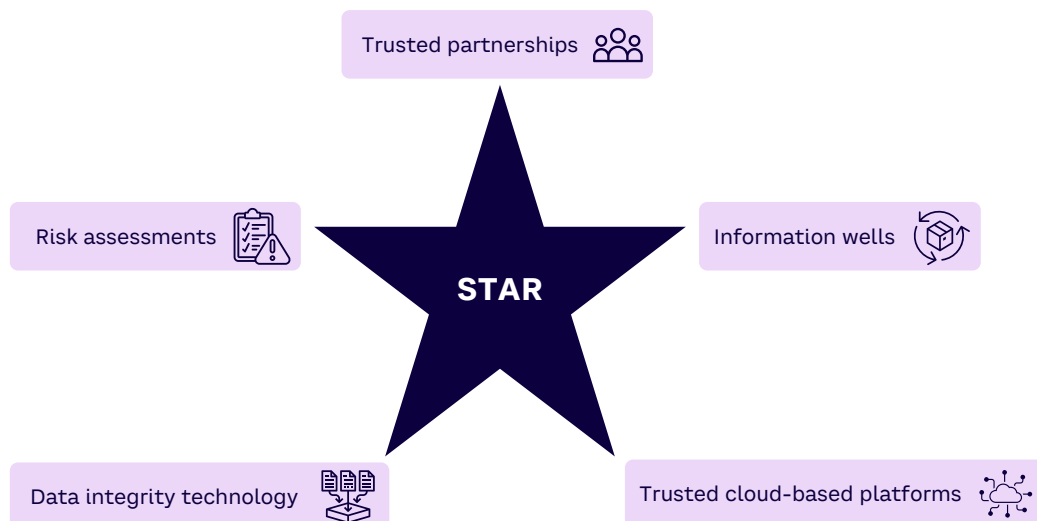 Trusted partnerships
Risk assessments
Information wells
STAR
Data integrity technology
Trusted cloud-based platforms